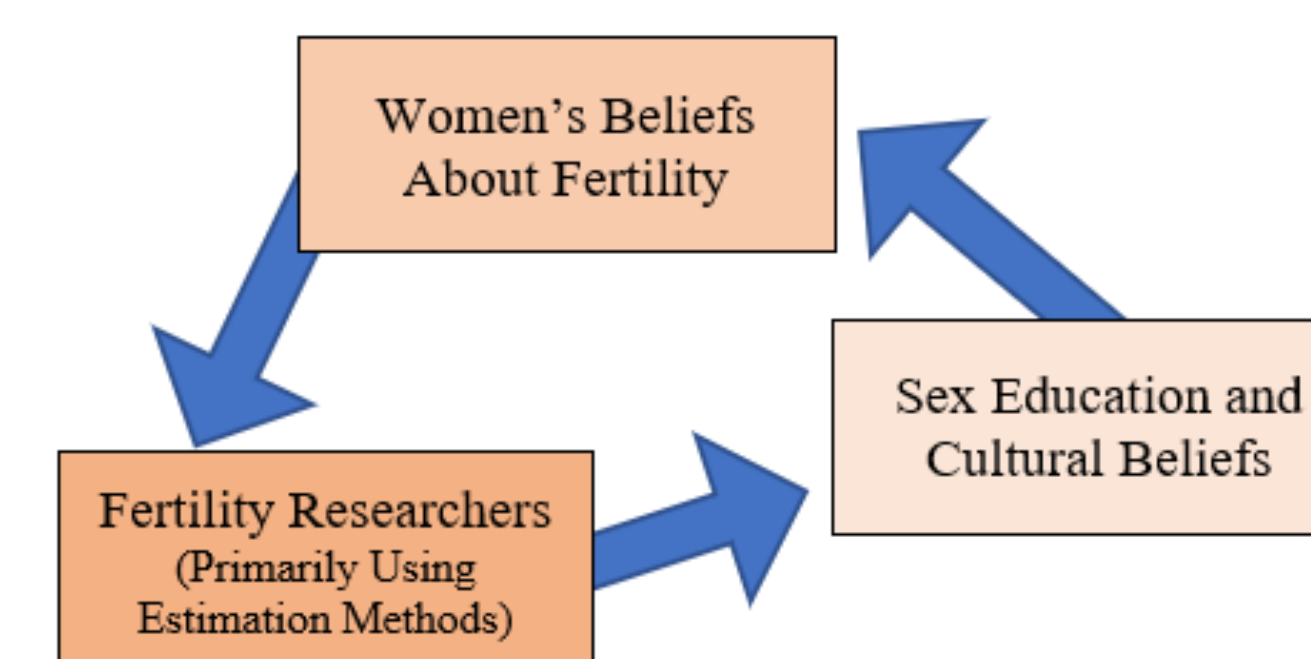 Women’s Beliefs
About Fertility
Sex Education and
Cultural Beliefs
Fertility Researchers
(Primarily Using
Estimation Methods)